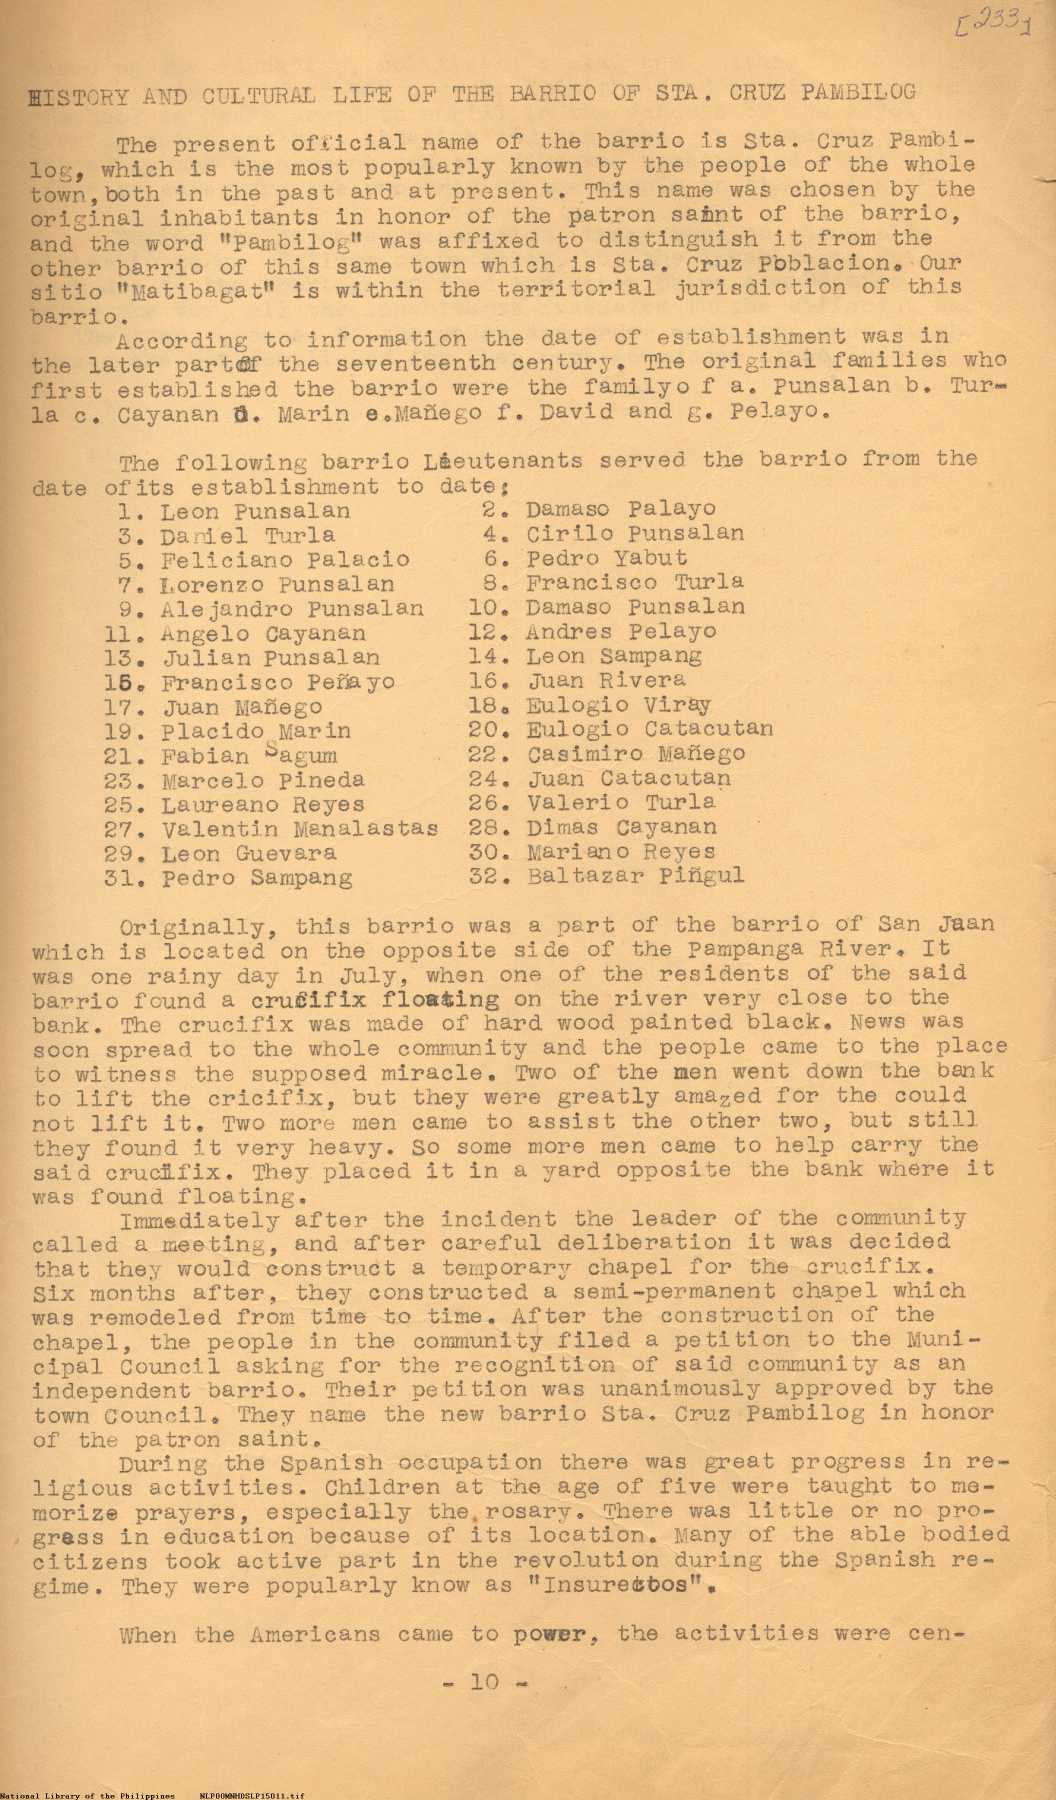 [233]
HISTORY AND CULTURAL LIFE OF THE BARRIO OF STA. CRUZ PAMBILOG
The present official name of the barrio is Sta. Cruz Pambi-
log, which is the most popularly known by the people of the whole
town, both in the past and at present. This name was chosen by the
original inhabitants in honor of the patron saint of the barrio,
and the word "Pambilog" was affixed to distinguish it from the
other barrio of this same town which is Sta. Cruz Poblacion. Our
sitio "Matibagat" is within the territorial jurisdiction of this
barrio.
According to information the date of establishment was in
the later part of the seventeenth century. The original families who
first established the barrio were the familyo f a. Punsalan b. Tur-
la c. Cayanan d. Marin e.Mañego f. David and g. Pelayo.
The following barrio Lieutenants served the barrio from the
date of its establishment to date;
1. Leon Punsalan 2. Damaso Palayo
3. Daniel Turla 4. Cirilo Punsalan
5. Feliciano Palacio 6. Pedro Yabut
7. Lorenzo Punsalan 8. Francisco Turla
9. Alejandro Punsalan 10. Damaso Punsalan
11. Angelo Cayanan 12. Andres Pelayo
13. Julian Punsalan 14. Leon Sampang
15. Francisco Peñayo 16. Juan Rivera
17. Juan Mañego 18. Eulogio Viray
19. Placido Marin 20. Eulogio Catacutan
21. Fabian Sagum 22. Casimiro Mañego
23. Marcelo Pineda 24. Juan Catacutan
25. Laureano Reyes 26. Valerio Turla
27. Valentin Manalastas 28. Dimas Cayanan
29. Leon Guevara 30. Mariano Reyes
31. Pedro Sampang 32. Baltazar Piñgul
Originally, this barrio was a part of the barrio of San Juan
which is located on the opposite side of the Pampanga River. It
was one rainy day in July, when one of the residents of the said
barrio found a crucifix floating on the river very close to the
bank. The crucifix was made of hard wood painted black. News was
soon spread to the whole community and the people came to the place
to witness the supposed miracle. Two of the men went down the bank
to lift the cricifix, but they were greatly amazed for the could
not lift it. Two more men came to assist the other two, but still
they found it very heavy. So some more men came to help carry the
said crucifix. They placed it in a yard opposite the bank where it
was found floating.
Immediately after the incident the leader of the community
called a meeting, and after careful deliberation it was decided
that they would construct a temporary chapel for the crucifix.
Six months after, they constructed a semi-permanent chapel which
was remodeled from time to time. After the construction of the
chapel, the people in the community filed a petition to the Muni-
cipal Council asking for the recognition of said community as an
independent barrio. Their petition was unanimously approved by the
town Council. They name the new barrio Sta. Cruz Pambilog in honor
of the patron saint.
During the Spanish occupation there was great progress in re-
ligious activities. Children at the age of five were taught to me-
morize prayers, especially the rosary. There was little or no pro-
gress in education because of its location. Many of the able bodied
citizens took active part in the revolution during the Spanish re-
gime. They were popularly know as "Insurectos".
When the Americans came to power, the activities were cen-
- 10 -
National Library of the Philippines NLP00MNHDSLP15011.tif